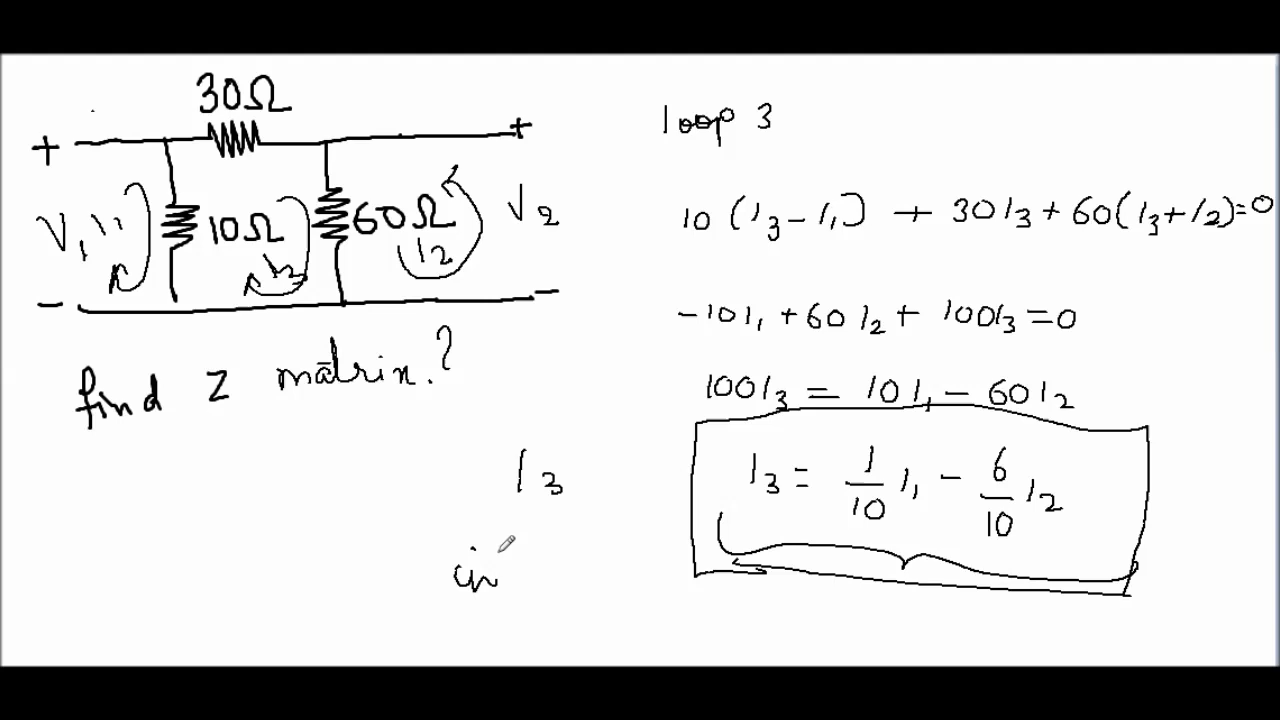 30Ω
+ +
V₁ I₁ 10Ω 60Ω V₂
I₂
- -
find Z matrix.?
I₃
in
loop 3
10 (I₃ - I₁) + 30I₃ + 60(I₃+I₂)=0
-10I₁ + 60I₂ + 100I₃ = 0
100I₃ = 10I₁ - 60I₂
I₃ = 1/10 I₁ - 6/10 I₂